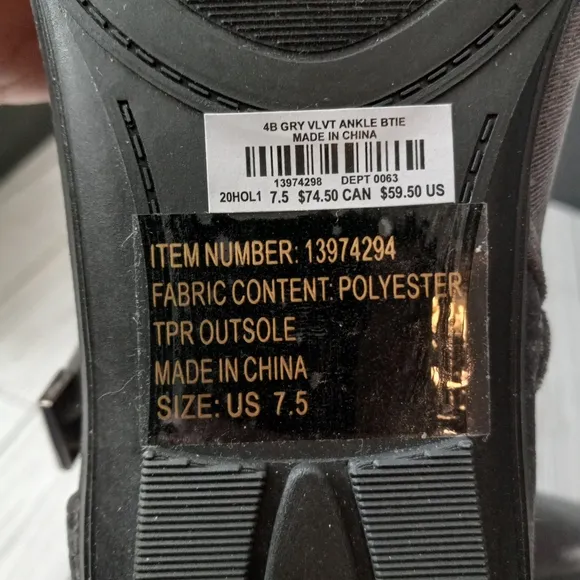 4B GRY VLVT ANKLE BTIE
MADE IN CHINA
13974298 DEPT 0063
20HOL1 7.5 $74.50 CAN $59.50 US
ITEM NUMBER: 13974294
FABRIC CONTENT POLYESTER
TPR OUTSOLE
MADE IN CHINA
SIZE: US 7.5